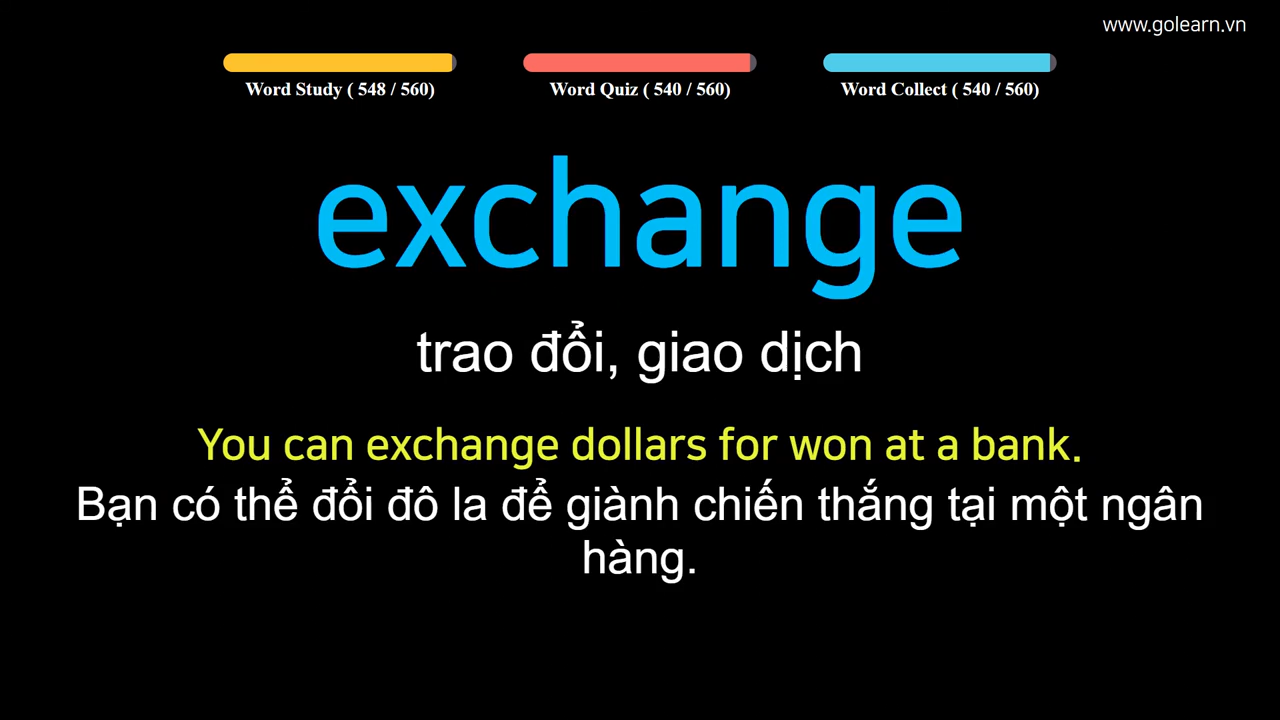 www.golearn.vn
Word Study ( 548 / 560)
Word Quiz ( 540 / 560)
Word Collect ( 540 / 560)
exchange
trao đổi, giao dịch
You can exchange dollars for won at a bank.
Bạn có thể đổi đô la để giành chiến thắng tại một ngân
hàng.